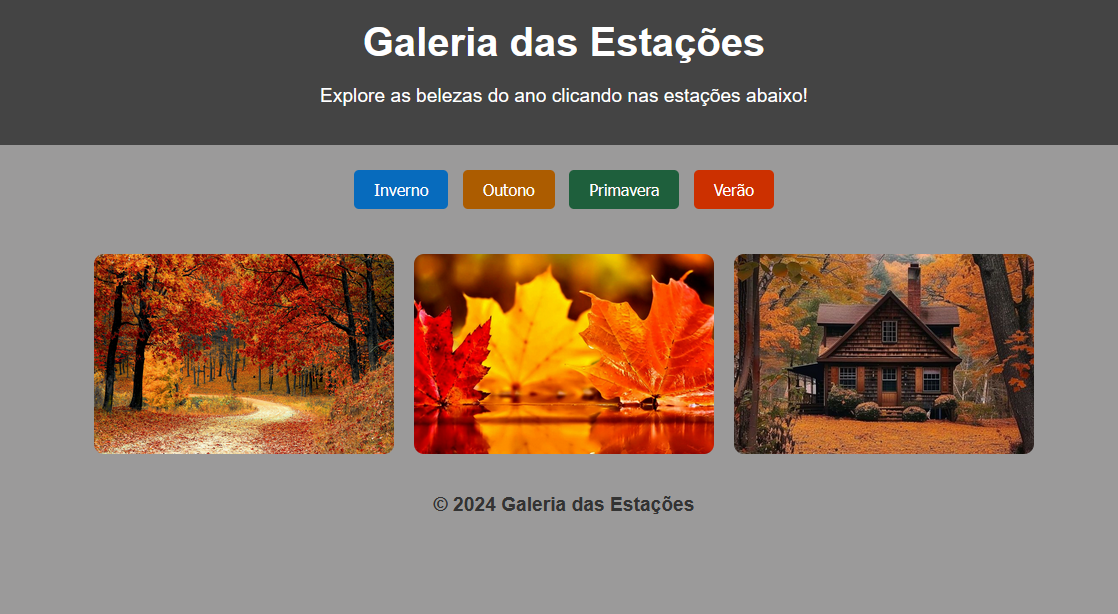 Galeria das Estações
Explore as belezas do ano clicando nas estações abaixo!
Inverno Outono Primavera Verão
© 2024 Galeria das Estações